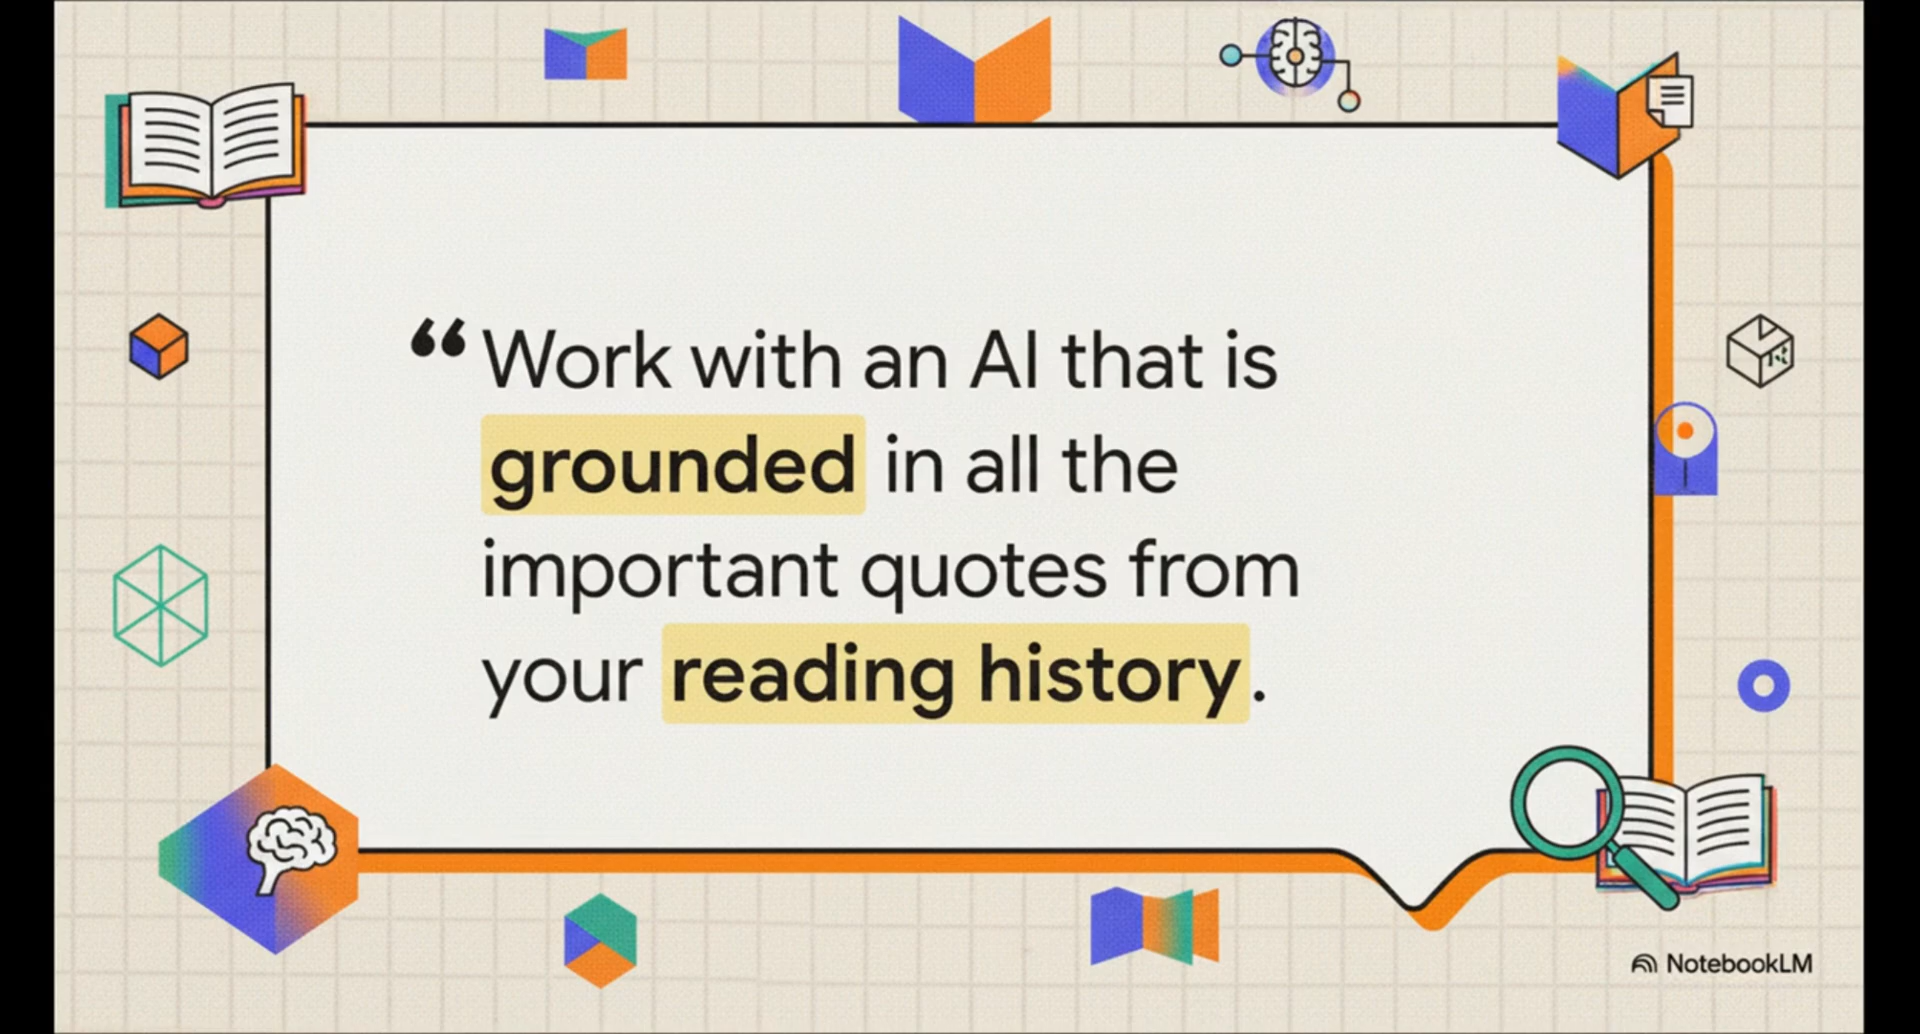 “Work with an AI that is
grounded in all the
important quotes from
your reading history.
NotebookLM